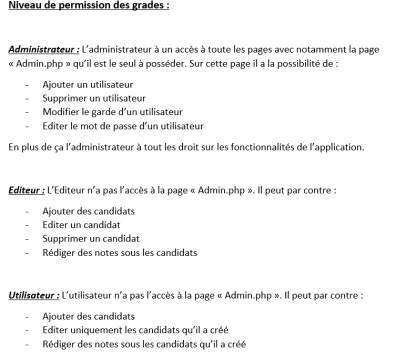 Niveau de permission des grades :
Administrateur : L'administrateur à un accès à toute les pages avec notamment la page
« Admin.php » qu'il est le seul à posséder. Sur cette page il a la possibilité de :
- Ajouter un utilisateur
- Supprimer un utilisateur
- Modifier le garde d'un utilisateur
- Editer le mot de passe d'un utilisateur
En plus de ça l'administrateur à tout les droit sur les fonctionnalités de l'application.
Editeur : L'Editeur n'a pas l'accès à la page « Admin.php ». Il peut par contre :
- Ajouter des candidats
- Editer un candidat
- Supprimer un candidat
- Rédiger des notes sous les candidats
Utilisateur : L'utilisateur n'a pas l'accès à la page « Admin.php ». Il peut par contre :
- Ajouter des candidats
- Editer uniquement les candidats qu'il a créé
- Rédiger des notes sous les candidats qu'il a créé